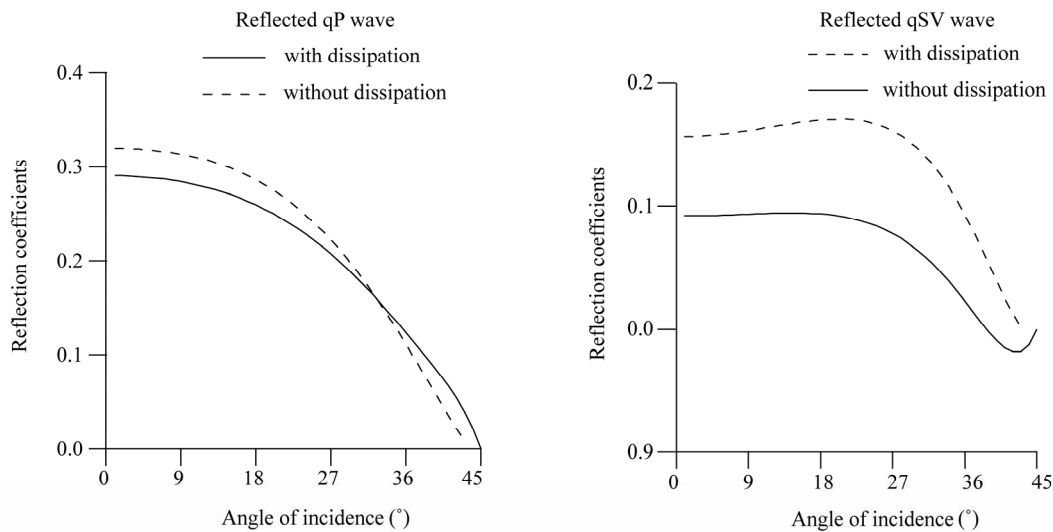 Reflected qP wave
with dissipation
without dissipation
0.4
0.3
0.2
0.1
0.0
0 9 18 27 36 45
Reflection coefficients
Angle of incidence (°)
Reflected qSV wave
with dissipation
without dissipation
0.2
0.1
0.0
0.9
0 9 18 27 36 45
Reflection coefficients
Angle of incidence (°)